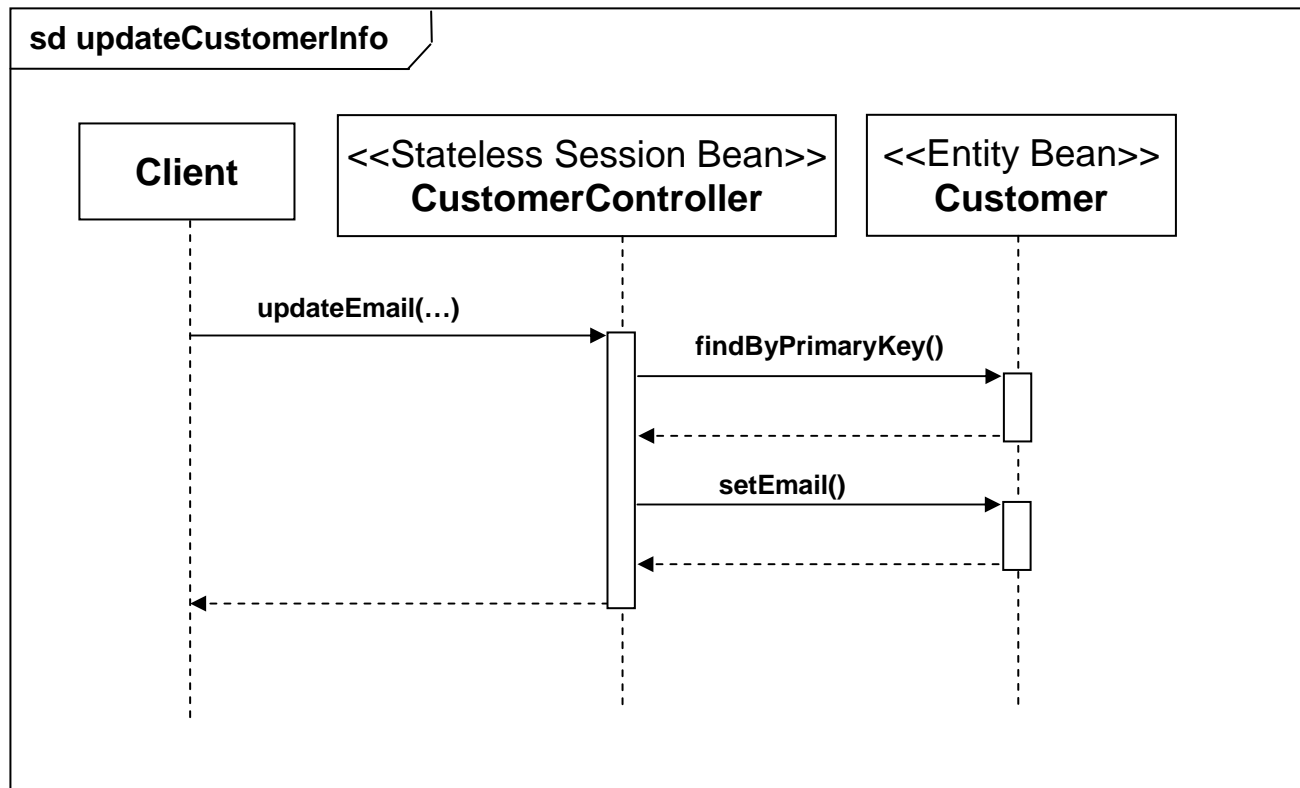 sd updateCustomerInfo
Client
<<Stateless Session Bean>>
CustomerController
<<Entity Bean>>
Customer
updateEmail(…)
findByPrimaryKey()
setEmail()